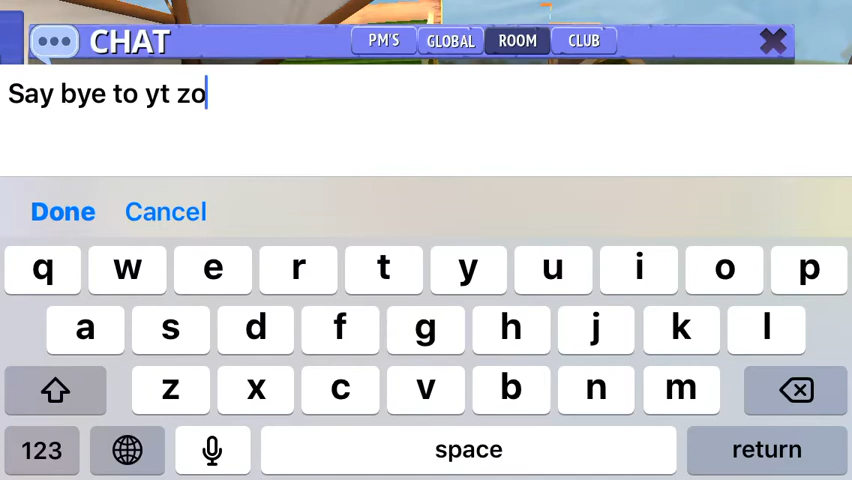 CHAT PM'S GLOBAL ROOM CLUB
Say bye to yt zo
Done Cancel
q w e r t y u i o p
a s d f g h j k l
z x c v b n m
123 space return